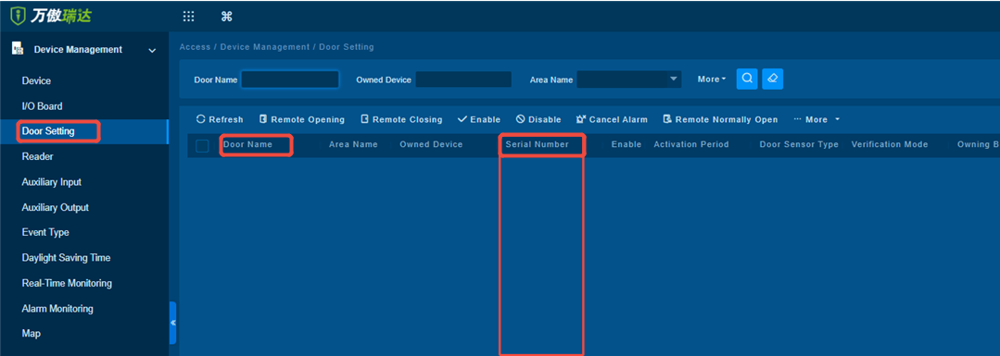 万傲瑞达
Device Management
Access / Device Management / Door Setting
Device
I/O Board
Door Setting
Reader
Auxiliary Input
Auxiliary Output
Event Type
Daylight Saving Time
Real-Time Monitoring
Alarm Monitoring
Map
Door Name Owned Device Area Name More
Refresh Remote Opening Remote Closing Enable Disable Cancel Alarm Remote Normally Open ··· More
Door Name Area Name Owned Device Serial Number Enable Activation Period Door Sensor Type Verification Mode Owning B